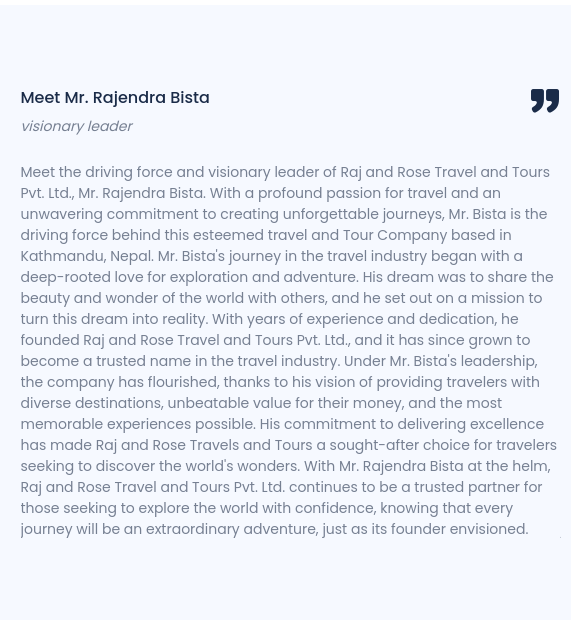 Meet Mr. Rajendra Bista
visionary leader
Meet the driving force and visionary leader of Raj and Rose Travel and Tours
Pvt. Ltd., Mr. Rajendra Bista. With a profound passion for travel and an
unwavering commitment to creating unforgettable journeys, Mr. Bista is the
driving force behind this esteemed travel and Tour Company based in
Kathmandu, Nepal. Mr. Bista's journey in the travel industry began with a
deep-rooted love for exploration and adventure. His dream was to share the
beauty and wonder of the world with others, and he set out on a mission to
turn this dream into reality. With years of experience and dedication, he
founded Raj and Rose Travel and Tours Pvt. Ltd., and it has since grown to
become a trusted name in the travel industry. Under Mr. Bista's leadership,
the company has flourished, thanks to his vision of providing travelers with
diverse destinations, unbeatable value for their money, and the most
memorable experiences possible. His commitment to delivering excellence
has made Raj and Rose Travels and Tours a sought-after choice for travelers
seeking to discover the world's wonders. With Mr. Rajendra Bista at the helm,
Raj and Rose Travel and Tours Pvt. Ltd. continues to be a trusted partner for
those seeking to explore the world with confidence, knowing that every
journey will be an extraordinary adventure, just as its founder envisioned.